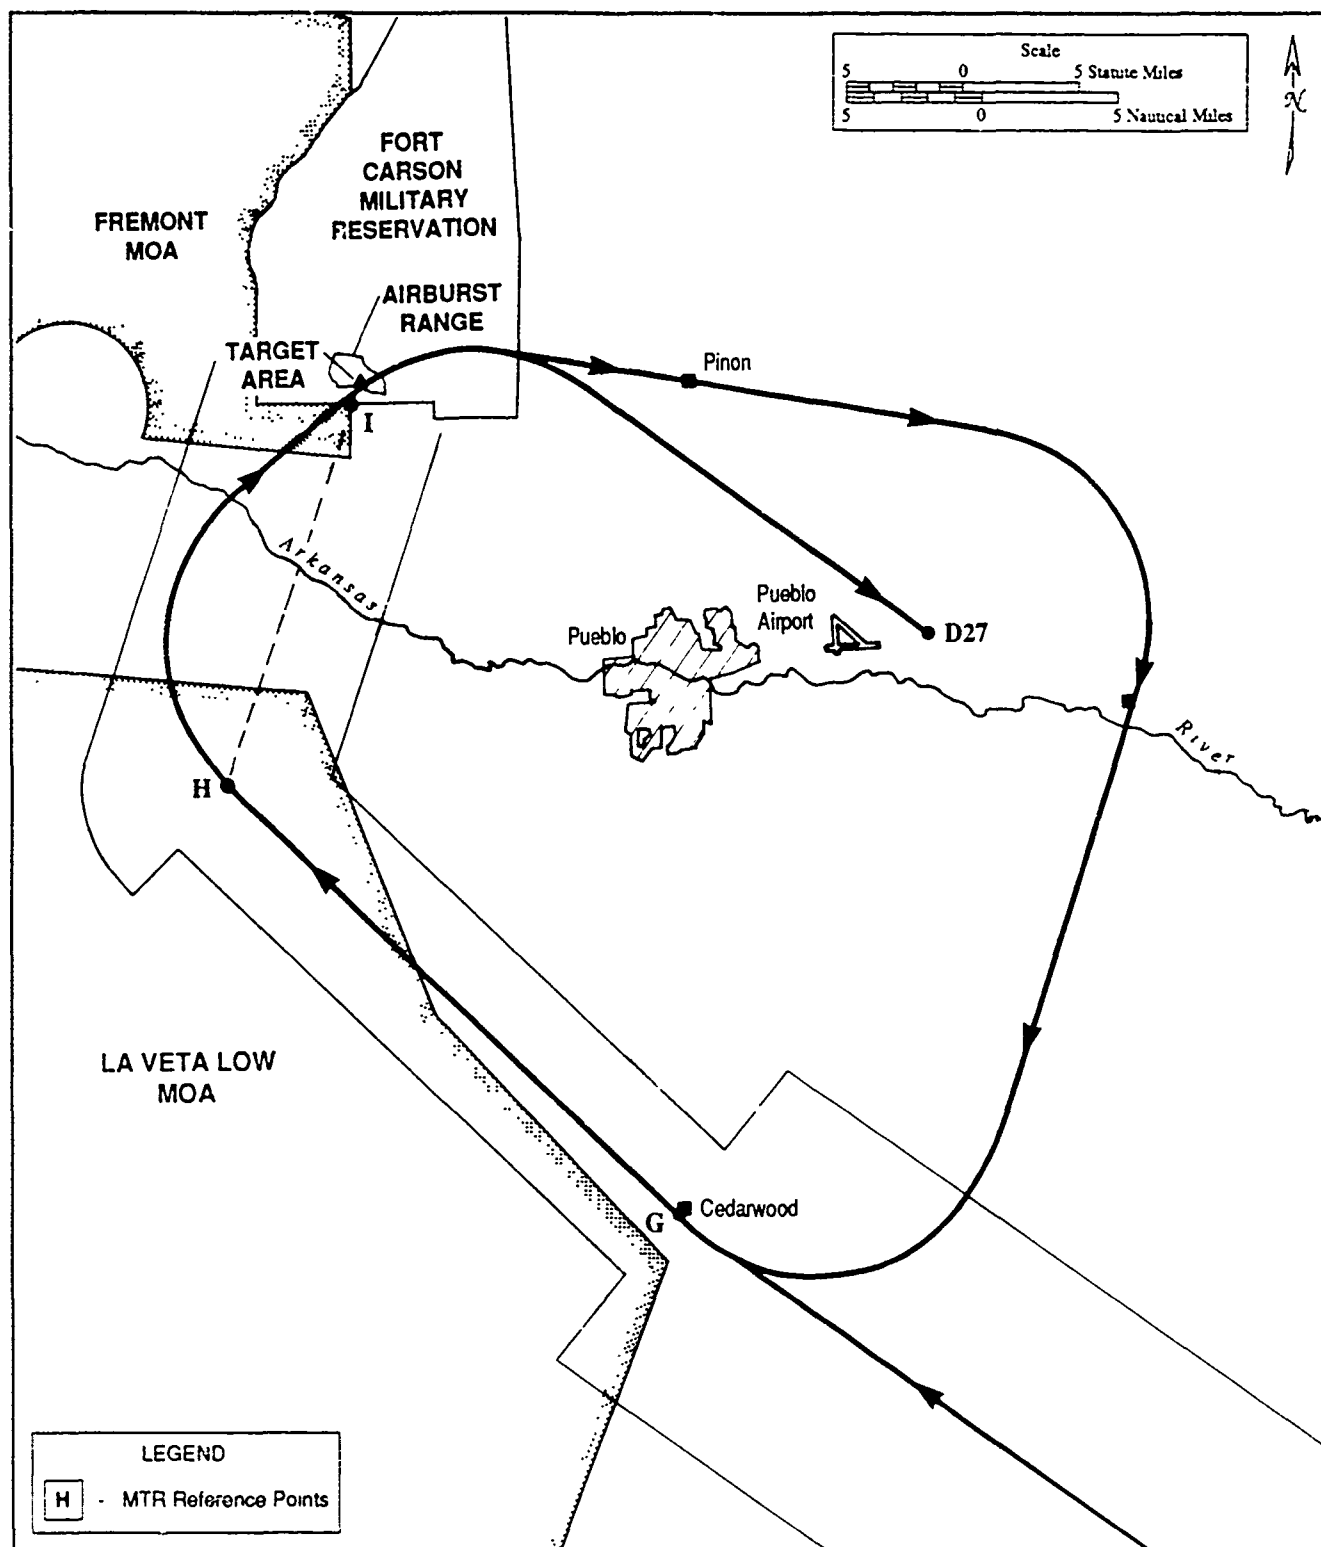 Scale
5 0 5 Statute Miles
5 0 5 Nautical Miles
N
FORT
CARSON
MILITARY
RESERVATION
FREMONT
MOA
AIRBURST
RANGE
TARGET
AREA
I
Pinon
Arkansas
Pueblo
Pueblo
Airport
D27
River
H
LA VETA LOW
MOA
G
Cedarwood
LEGEND
H - MTR Reference Points